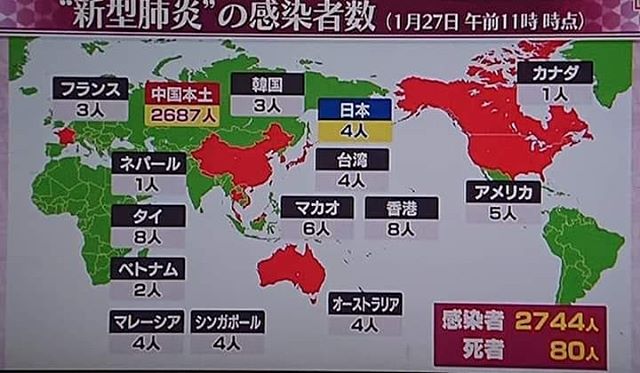 “新型肺炎”の感染者数(1月27日 午前11時 時点)
フランス
3人
中国本土
2687人
韓国
3人
日本
4人
カナダ
1人
ネパール
1人
台湾
4人
アメリカ
5人
タイ
8人
マカオ
6人
香港
8人
ベトナム
2人
マレーシア
4人
シンガポール
4人
オーストラリア
4人
感染者 2744人
死者 80人